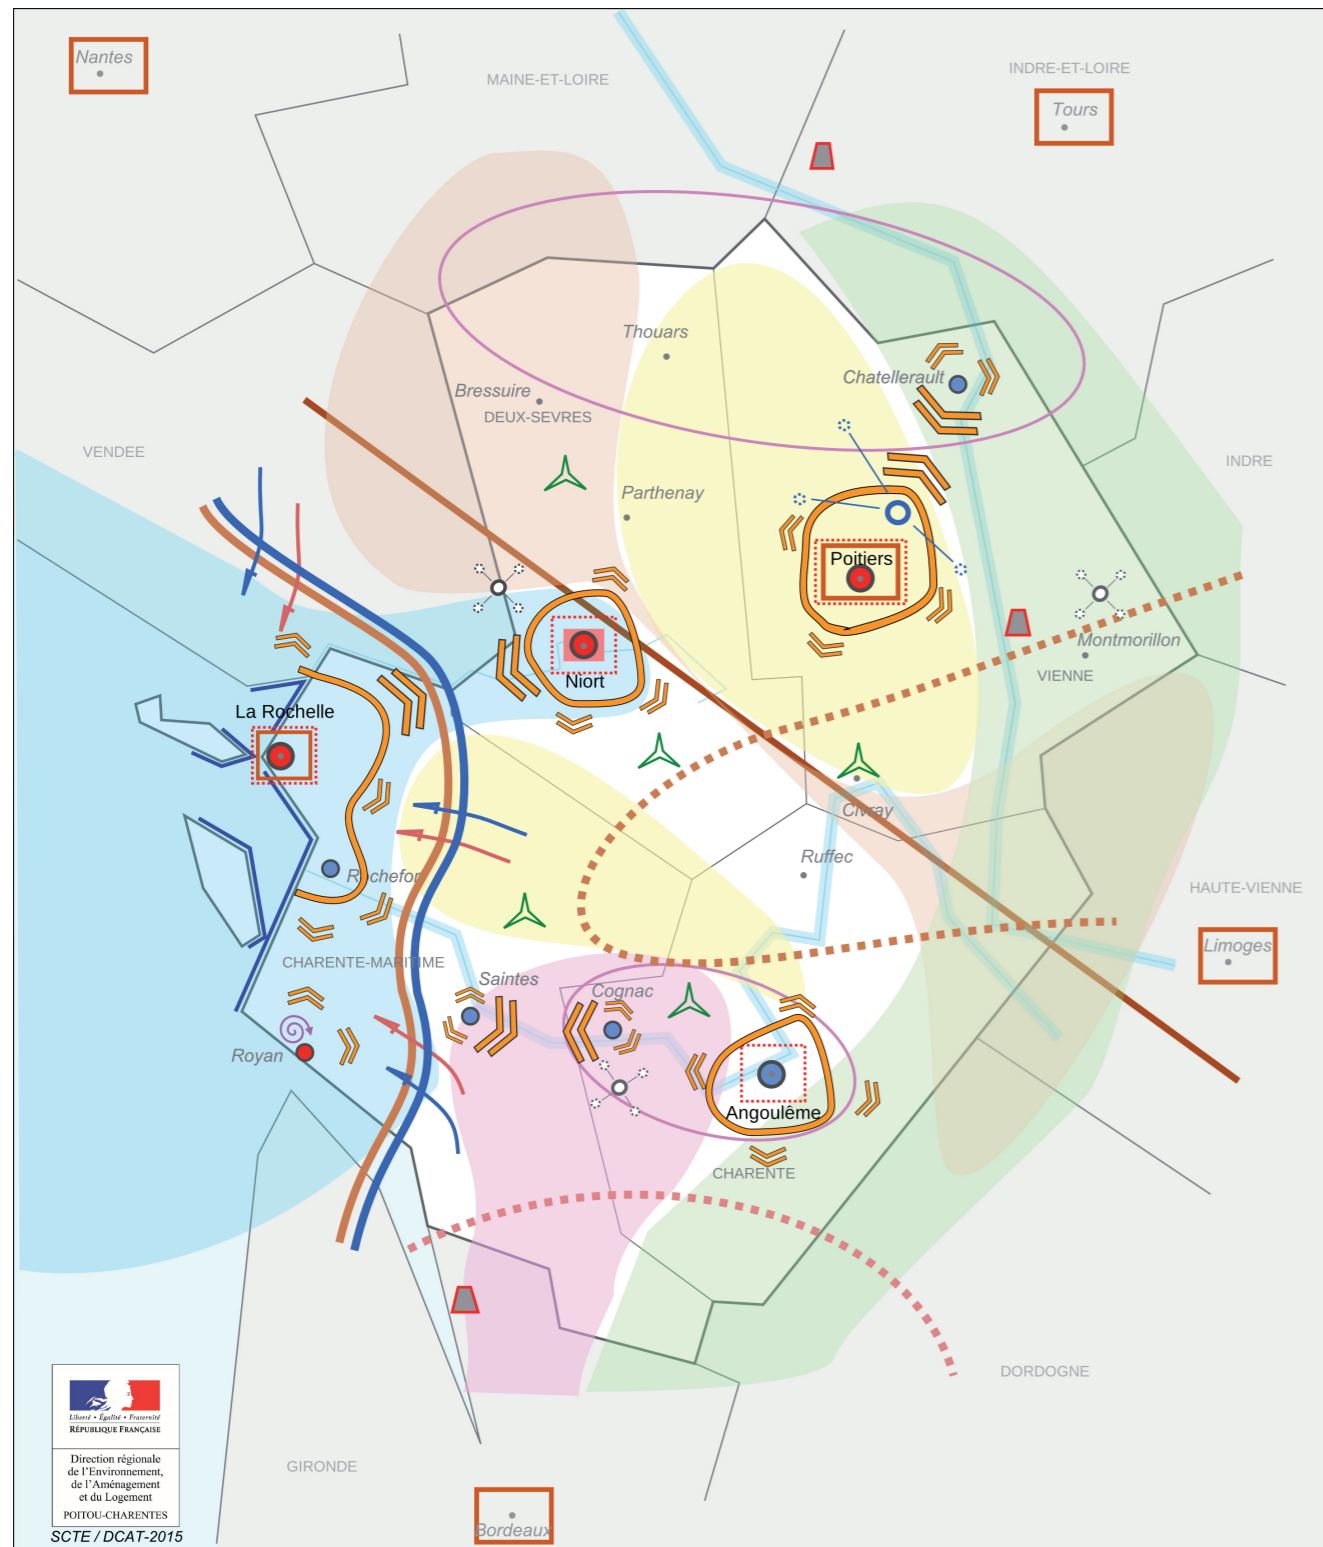 Nantes
MAINE-ET-LOIRE
INDRE-ET-LOIRE
Tours
Thouars
Chatellerault
Bressuire
DEUX-SEVRES
VENDEE
INDRE
Parthenay
Poitiers
Montmorillon
VIENNE
Niort
La Rochelle
Civray
Ruffec
Rochefor
HAUTE-VIENNE
Limoges
CHARENTE-MARITIME
Saintes
Cognac
Royan
Angoulême
CHARENTE
DORDOGNE
Liberté • Égalité • Fraternité
RÉPUBLIQUE FRANÇAISE
Direction régionale
de l'Environnement,
de l'Aménagement
et du Logement
POITOU-CHARENTES
SCTE / DCAT-2015
GIRONDE
Bordeaux